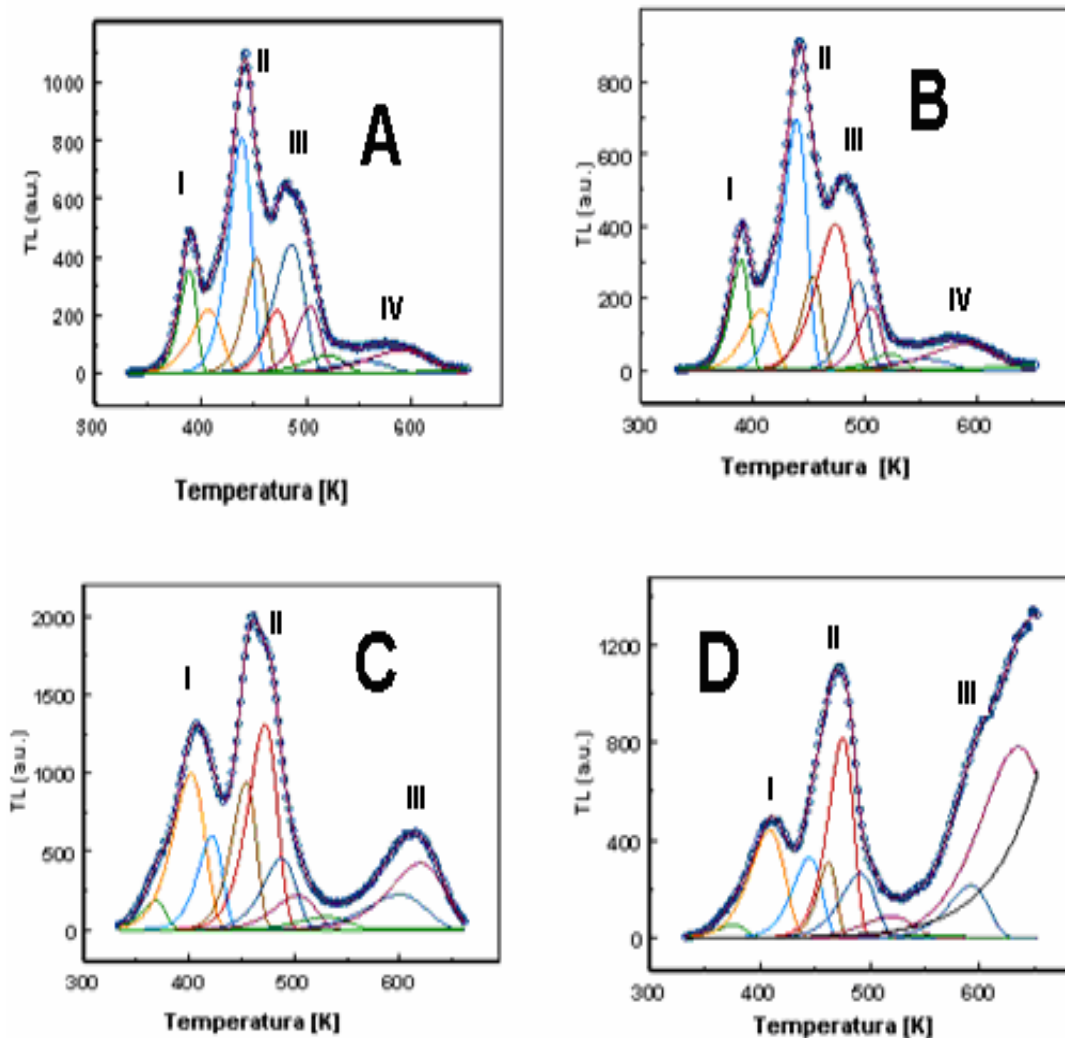 A
I
II
III
IV
TL (a.u.)
1000
800
600
400
200
0
300 400 500 600
Temperatura [K]
B
I
II
III
IV
TL (a.u.)
800
600
400
200
0
300 400 500 600
Temperatura [K]
C
I
II
III
TL (a.u.)
2000
1500
1000
500
0
300 400 500 600
Temperatura [K]
D
I
II
III
TL (a.u.)
1200
800
400
0
300 400 500 600
Temperatura [K]